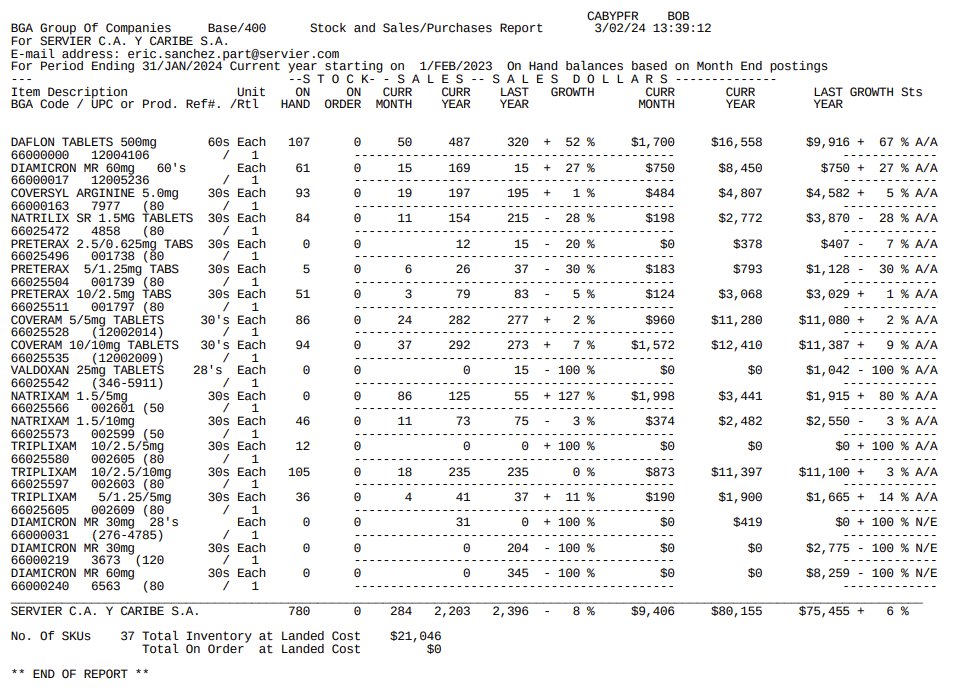 CABYPFR    BOB
BGA Group Of Companies     Base/400      Stock and Sales/Purchases Report       3/02/24 13:39:12
For SERVIER C.A. Y CARIBE S.A.
E-mail address: eric.sanchez.part@servier.com
For Period Ending 31/JAN/2024 Current year starting on  1/FEB/2023  On Hand balances based on Month End postings
---                                   --S T O C K- - S A L E S -- S A L E S  D O L L A R S --------------
Item Description               Unit     ON     ON   CURR    CURR    LAST   GROWTH       CURR       CURR        LAST GROWTH Sts
BGA Code / UPC or Prod. Ref#. /Rtl   HAND  ORDER  MONTH    YEAR    YEAR               MONTH       YEAR        YEAR
DAFLON TABLETS 500mg       60s Each   107      0     50     487     320  +  52 %     $1,700    $16,558      $9,916 +  67 % A/A
66000000   12004106          /   1             ---------------------------------                ------------
DIAMICRON MR 60mg   60's       Each    61      0     15     169      15  +  27 %       $750     $8,450        $750 +  27 % A/A
66000017   12005236          /   1             ---------------------------------                ------------
COVERSYL ARGININE 5.0mg    30s Each    93      0     19     197     195  +   1 %       $484     $4,807      $4,582 +   5 % A/A
66000163   7977  (80         /   1             ---------------------------------                ------------
NATRILIX SR 1.5MG TABLETS  30s Each    84      0     11     154     215  -  28 %       $198     $2,772      $3,870 -  28 % A/A
66025472   4858  (80         /   1             ---------------------------------                ------------
PRETERAX 2.5/0.625mg TABS  30s Each     0      0             12      15  -  20 %         $0       $378        $407 -   7 % A/A
66025496   001738 (80        /   1             ---------------------------------                ------------
PRETERAX  5/1.25mg TABS    30s Each     5      0      6      26      37  -  30 %       $183       $793      $1,128 -  30 % A/A
66025504   001739 (80        /   1             ---------------------------------                ------------
PRETERAX 10/2.5mg TABS     30s Each    51      0      3      79      83  -   5 %       $124     $3,068      $3,029 +   1 % A/A
66025511   001797 (80        /   1             ---------------------------------                ------------
COVERAM 5/5mg TABLETS     30's Each    86      0     24     282     277  +   2 %       $960    $11,280     $11,080 +   2 % A/A
66025528   (12002014)        /   1             ---------------------------------                ------------
COVERAM 10/10mg TABLETS   30's Each    94      0     37     292     273  +   7 %     $1,572    $12,410     $11,387 +   9 % A/A
66025535   (12002009)        /   1             ---------------------------------                ------------
VALDOXAN 25mg TABLETS    28's  Each     0      0              0      15  - 100 %         $0         $0      $1,042 - 100 % A/A
66025542   (346-5911)        /   1             ---------------------------------                ------------
NATRIXAM 1.5/5mg           30s Each     0      0     86     125      55  + 127 %     $1,998     $3,441      $1,915 +  80 % A/A
66025566   002601 (50        /   1             ---------------------------------                ------------
NATRIXAM 1.5/10mg          30s Each    46      0     11      73      75  -   3 %       $374     $2,482      $2,550 -   3 % A/A
66025573   002599 (50        /   1             ---------------------------------                ------------
TRIPLIXAM  10/2.5/5mg      30s Each    12      0              0       0  + 100 %         $0         $0          $0 + 100 % A/A
66025580   002605 (80        /   1             ---------------------------------                ------------
TRIPLIXAM  10/2.5/10mg     30s Each   105      0     18     235     235      0 %       $873    $11,397     $11,100 +   3 % A/A
66025597   002603 (80        /   1             ---------------------------------                ------------
TRIPLIXAM   5/1.25/5mg     30s Each    36      0      4      41      37  +  11 %       $190     $1,900      $1,665 +  14 % A/A
66025605   002609 (80        /   1             ---------------------------------                ------------
DIAMICRON MR 30mg  28's        Each     0      0             31       0  + 100 %         $0       $419          $0 + 100 % N/E
66000031   (276-4785)        /   1             ---------------------------------                ------------
DIAMICRON MR 30mg          30s Each     0      0              0     204  - 100 %         $0         $0      $2,775 - 100 % N/E
66000219   3673  (120        /   1             ---------------------------------                ------------
DIAMICRON MR 60mg          30s Each     0      0              0     345  - 100 %         $0         $0      $8,259 - 100 % N/E
66000240   6563  (80         /   1             ---------------------------------                ------------
SERVIER C.A. Y CARIBE S.A.            780      0    284   2,203   2,396  -   8 %     $9,406    $80,155     $75,455 +   6 %
No. Of SKUs    37 Total Inventory at Landed Cost    $21,046
Total On Order  at Landed Cost         $0
** END OF REPORT **